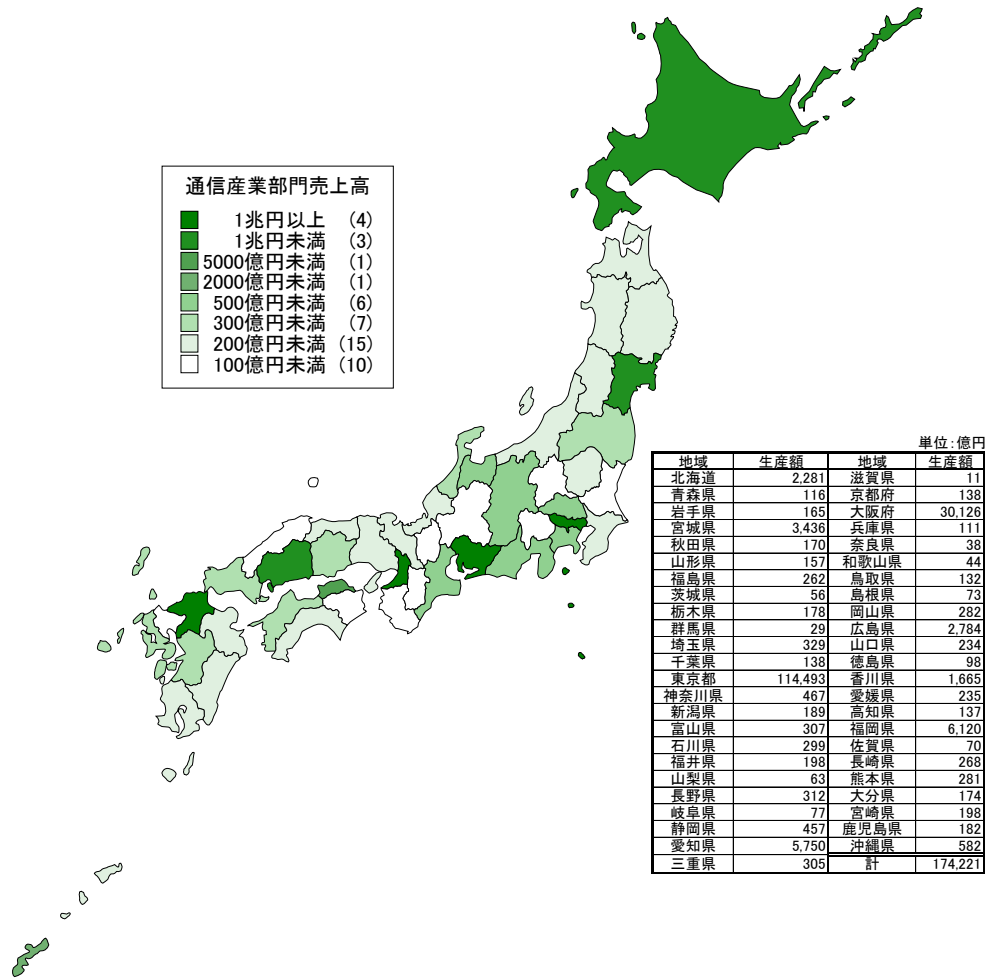 通信産業部門売上高
1兆円以上 (4)
1兆円未満 (3)
5000億円未満 (1)
2000億円未満 (1)
500億円未満 (6)
300億円未満 (7)
200億円未満 (15)
100億円未満 (10)
単位:億円
地域 生産額 地域 生産額
北海道 2,281 滋賀県 11
青森県 116 京都府 138
岩手県 165 大阪府 30,126
宮城県 3,436 兵庫県 111
秋田県 170 奈良県 38
山形県 157 和歌山県 44
福島県 262 鳥取県 132
茨城県 56 島根県 73
栃木県 178 岡山県 282
群馬県 29 広島県 2,784
埼玉県 329 山口県 234
千葉県 138 徳島県 98
東京都 114,493 香川県 1,665
神奈川県 467 愛媛県 235
新潟県 189 高知県 137
富山県 307 福岡県 6,120
石川県 299 佐賀県 70
福井県 198 長崎県 268
山梨県 63 熊本県 281
長野県 312 大分県 174
岐阜県 77 宮崎県 198
静岡県 457 鹿児島県 182
愛知県 5,750 沖縄県 582
三重県 305 計 174,221